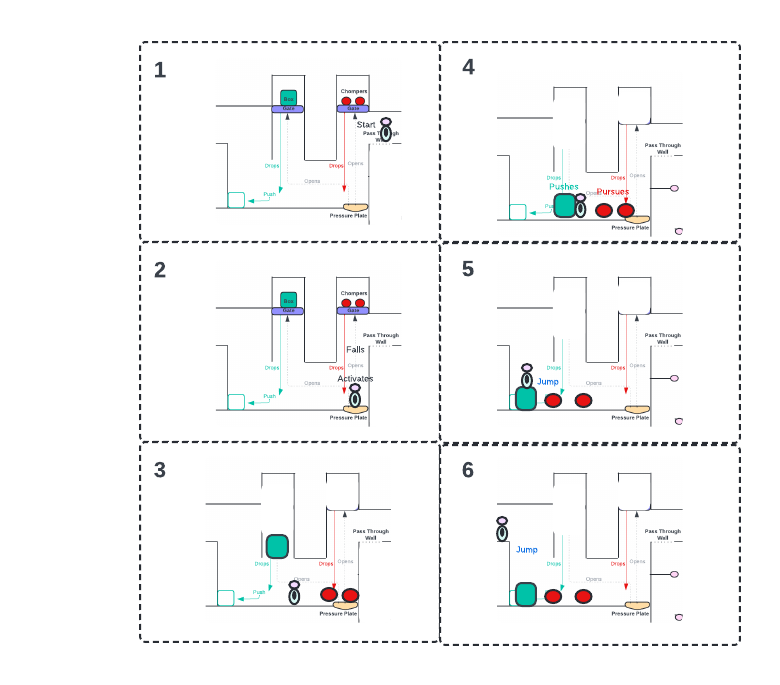 1
Box
Gate
Chompers
Gate
Start
Pass Through
Wall
Drops
Drops
Opens
Opens
Push
Pressure Plate
2
Box
Gate
Chompers
Gate
Pass Through
Wall
Falls
Drops
Drops
Opens
Activates
Opens
Push
Pressure Plate
3
Pass Through
Wall
Drops
Drops
Opens
Opens
Push
Pressure Plate
4
Pass Through
Wall
Drops
Drops
Opens
Pushes
Pursues
Pressure Plate
5
Pass Through
Wall
Drops
Drops
Opens
Jump
Opens
Pressure Plate
6
Pass Through
Wall
Jump
Drops
Drops
Opens
Opens
Pressure Plate